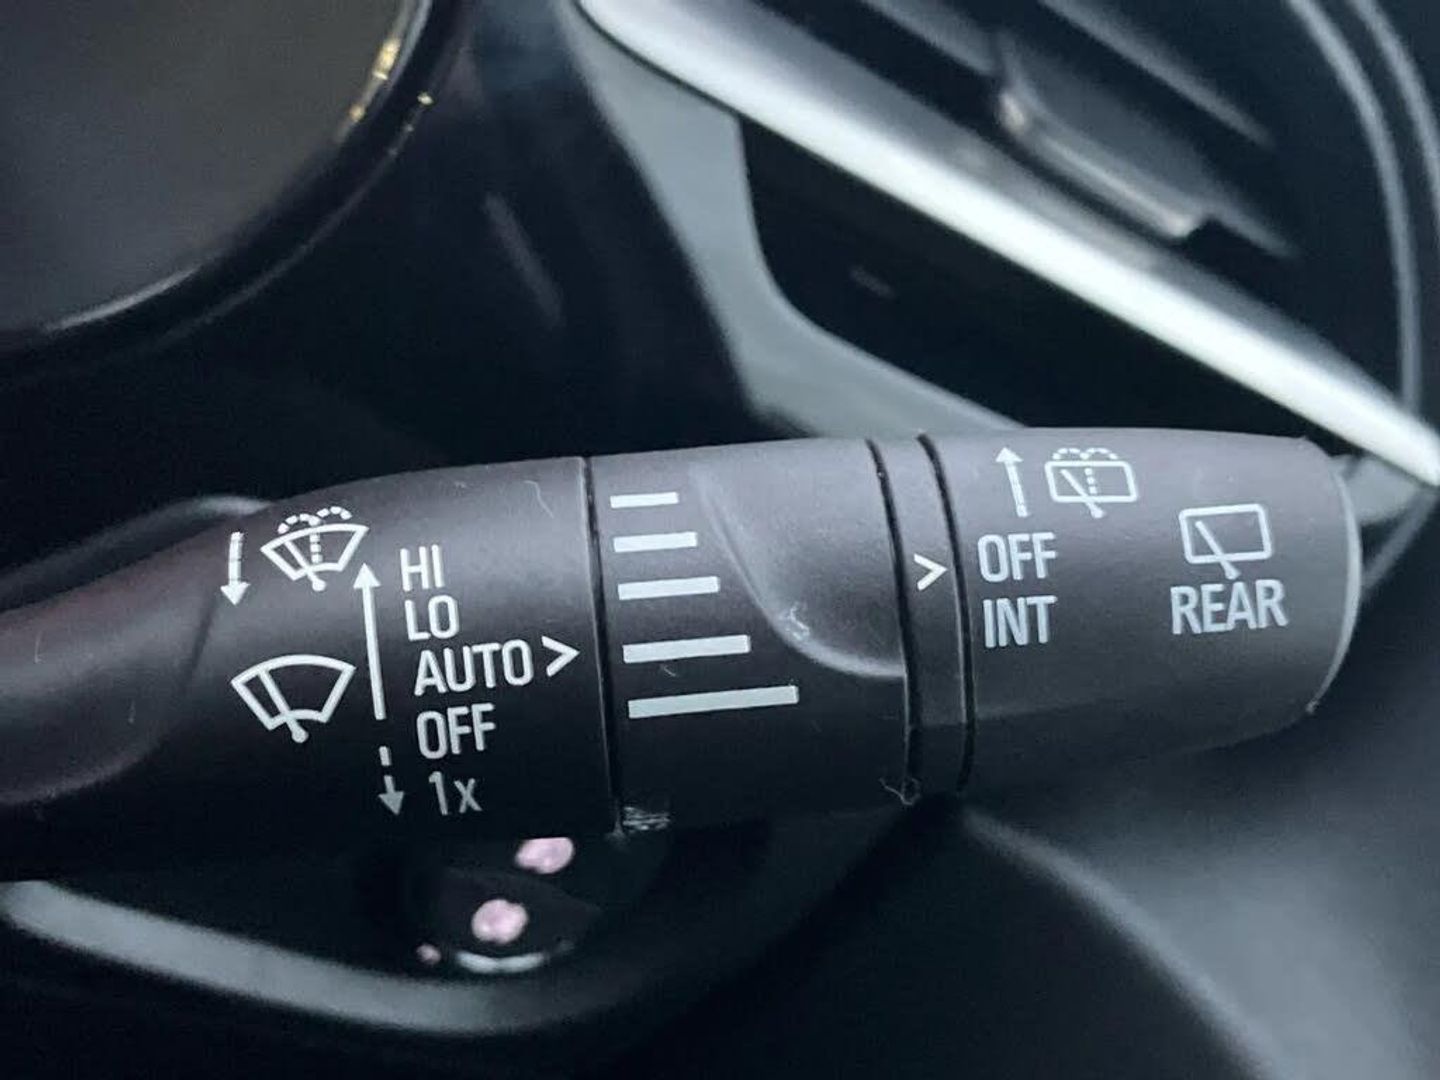 HI
LO
AUTO >
OFF
1x
>
OFF
INT
REAR